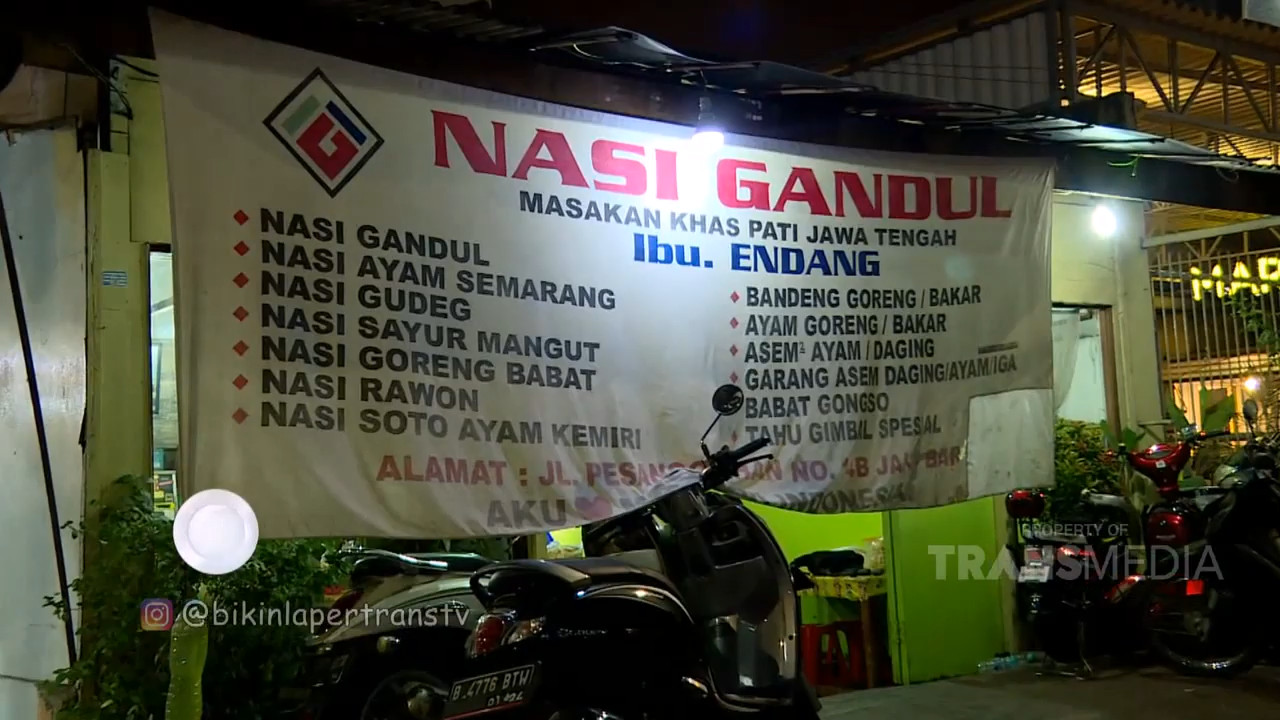 G
NASI GANDUL
MASAKAN KHAS PATI JAWA TENGAH
Ibu. ENDANG
NASI GANDUL
NASI AYAM SEMARANG
NASI GUDEG
NASI SAYUR MANGUT
NASI GORENG BABAT
NASI RAWON
NASI SOTO AYAM KEMIRI
BANDENG GORENG / BAKAR
AYAM GORENG / BAKAR
ASEM² AYAM / DAGING
GARANG ASEM DAGING/AYAM/IGA
BABAT GONGSO
TAHU GIMBIL SPESIAL
ALAMAT : JL. NO. 4B
AKU INDONESIA
PROPERTY OF
TRANSMEDIA
@bikinlapertranstv
B 4776 BTW